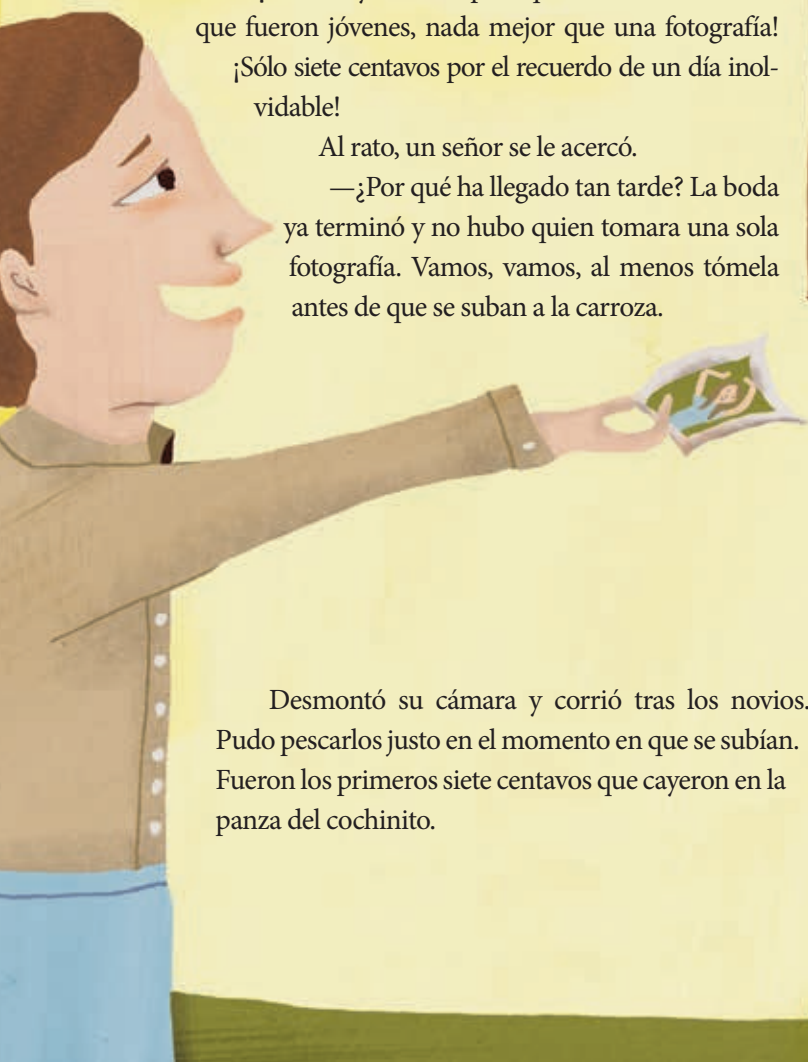 que fueron jóvenes, nada mejor que una fotografía!
¡Sólo siete centavos por el recuerdo de un día inol-
vidable!
Al rato, un señor se le acercó.
—¿Por qué ha llegado tan tarde? La boda
ya terminó y no hubo quien tomara una sola
fotografía. Vamos, vamos, al menos tómela
antes de que se suban a la carroza.
Desmontó su cámara y corrió tras los novios.
Pudo pescarlos justo en el momento en que se subían.
Fueron los primeros siete centavos que cayeron en la
panza del cochinito.